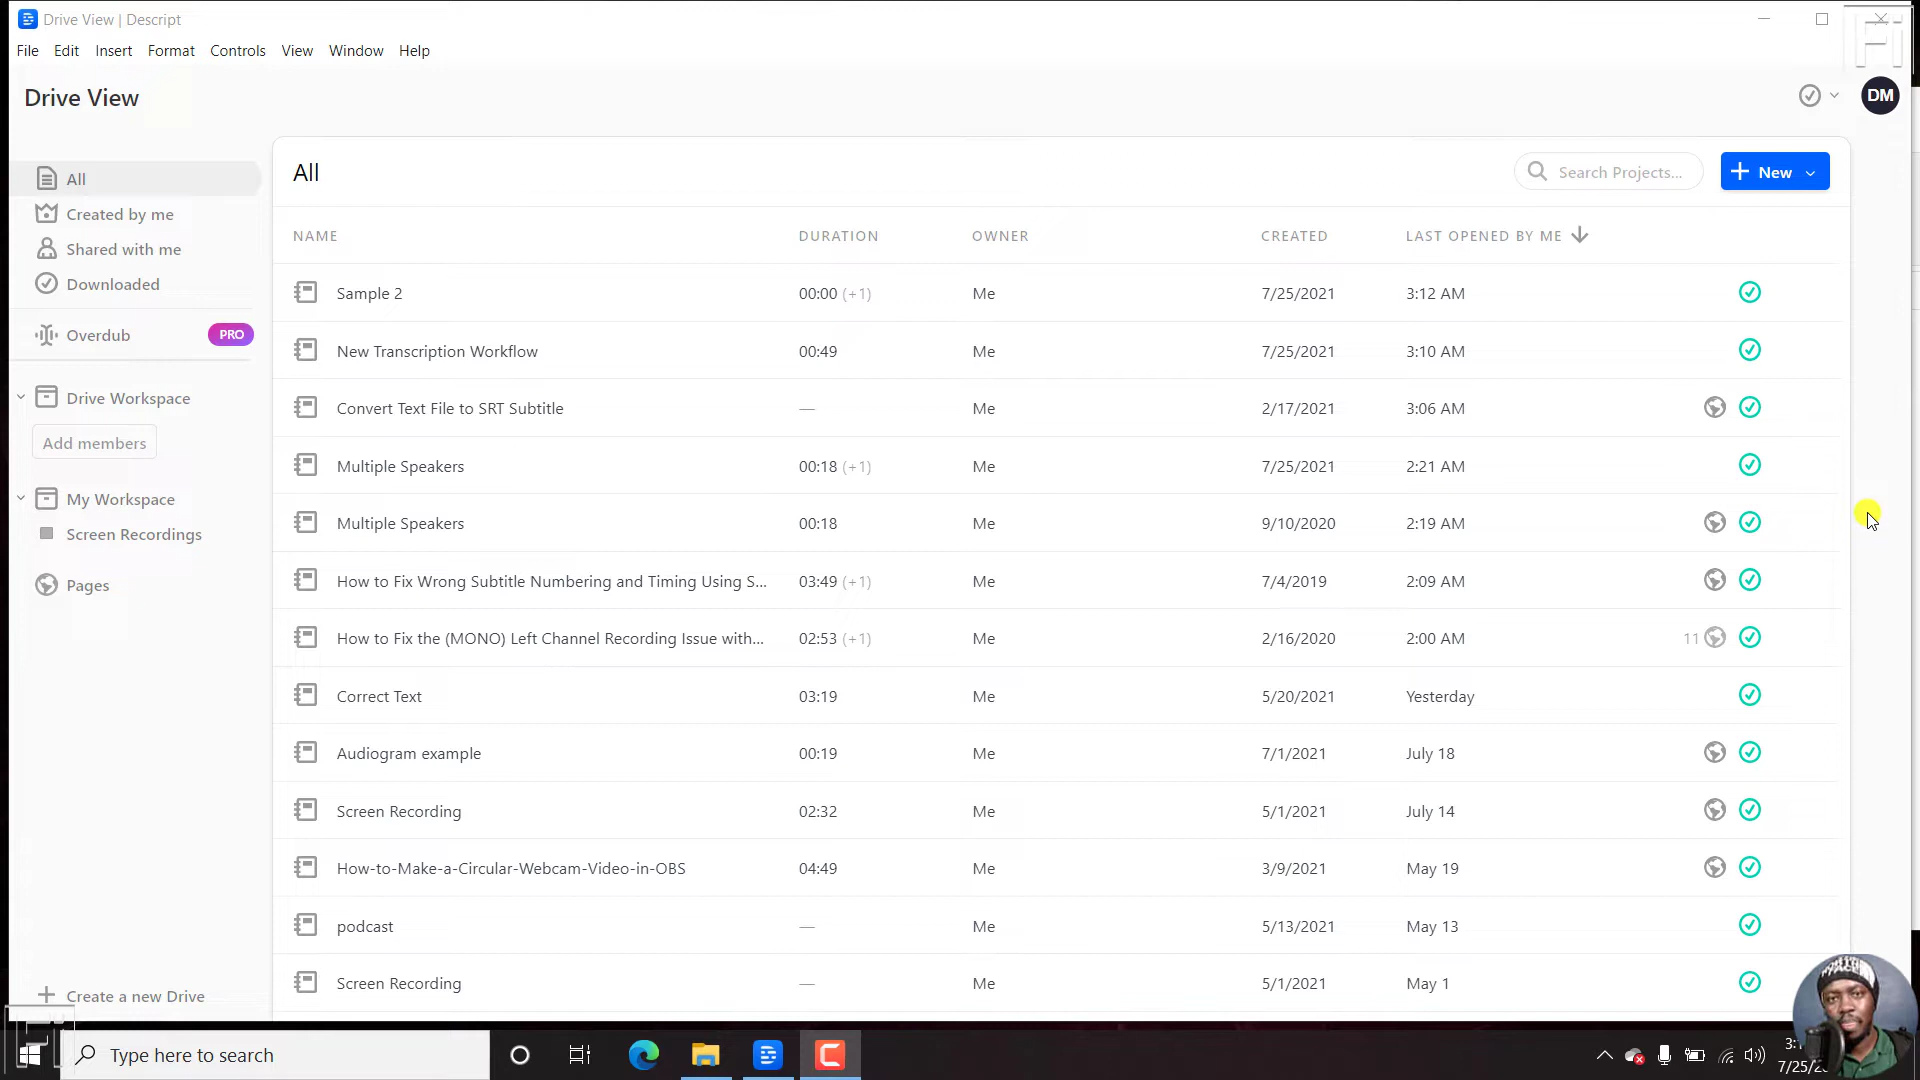 Drive View | Descript
File Edit Insert Format Controls View Window Help
Drive View
DM
All
Created by me
Shared with me
Downloaded
Overdub PRO
Drive Workspace
Add members
My Workspace
Screen Recordings
Pages
Create a new Drive
All
Search Projects...
New
NAME DURATION OWNER CREATED LAST OPENED BY ME
Sample 2 00:00 (+1) Me 7/25/2021 3:12 AM
New Transcription Workflow 00:49 Me 7/25/2021 3:10 AM
Convert Text File to SRT Subtitle — Me 2/17/2021 3:06 AM
Multiple Speakers 00:18 (+1) Me 7/25/2021 2:21 AM
Multiple Speakers 00:18 Me 9/10/2020 2:19 AM
How to Fix Wrong Subtitle Numbering and Timing Using S... 03:49 (+1) Me 7/4/2019 2:09 AM
How to Fix the (MONO) Left Channel Recording Issue with... 02:53 (+1) Me 2/16/2020 2:00 AM 11
Correct Text 03:19 Me 5/20/2021 Yesterday
Audiogram example 00:19 Me 7/1/2021 July 18
Screen Recording 02:32 Me 5/1/2021 July 14
How-to-Make-a-Circular-Webcam-Video-in-OBS 04:49 Me 3/9/2021 May 19
podcast — Me 5/13/2021 May 13
Screen Recording — Me 5/1/2021 May 1
Type here to search